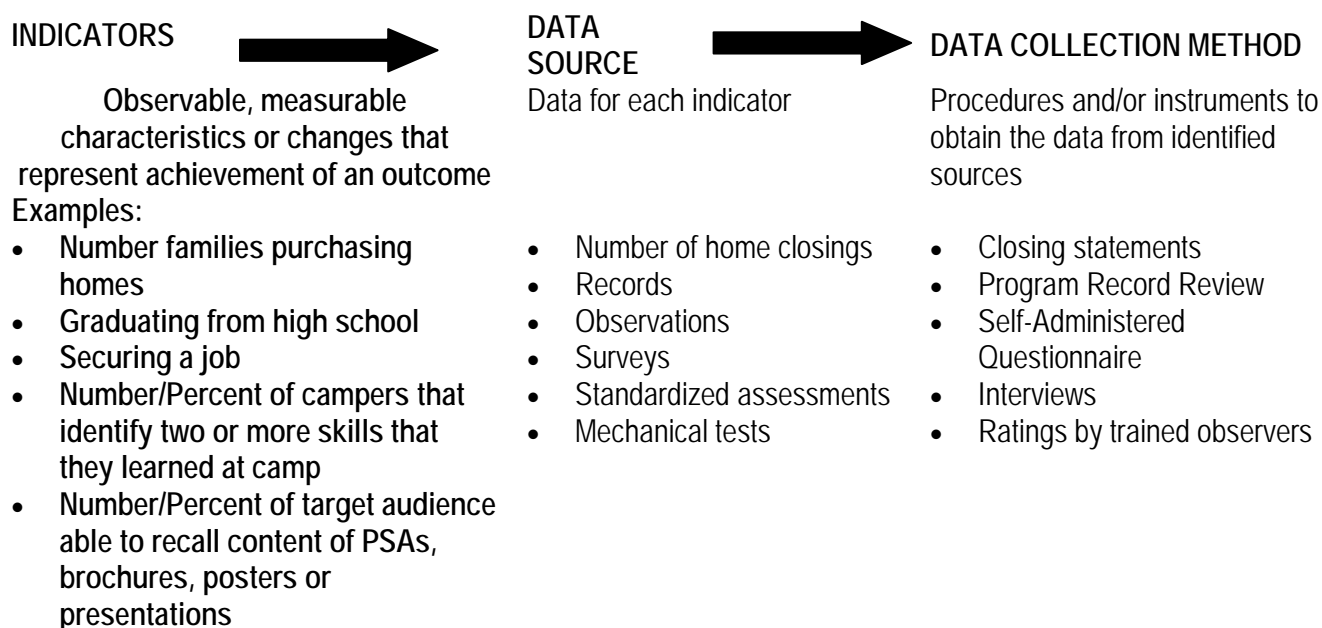 INDICATORS
Observable, measurable
characteristics or changes that
represent achievement of an outcome
Examples:
• Number families purchasing
homes
• Graduating from high school
• Securing a job
• Number/Percent of campers that
identify two or more skills that
they learned at camp
• Number/Percent of target audience
able to recall content of PSAs,
brochures, posters or
presentations
DATA
SOURCE
Data for each indicator
• Number of home closings
• Records
• Observations
• Surveys
• Standardized assessments
• Mechanical tests
DATA COLLECTION METHOD
Procedures and/or instruments to
obtain the data from identified
sources
• Closing statements
• Program Record Review
• Self-Administered
Questionnaire
• Interviews
• Ratings by trained observers